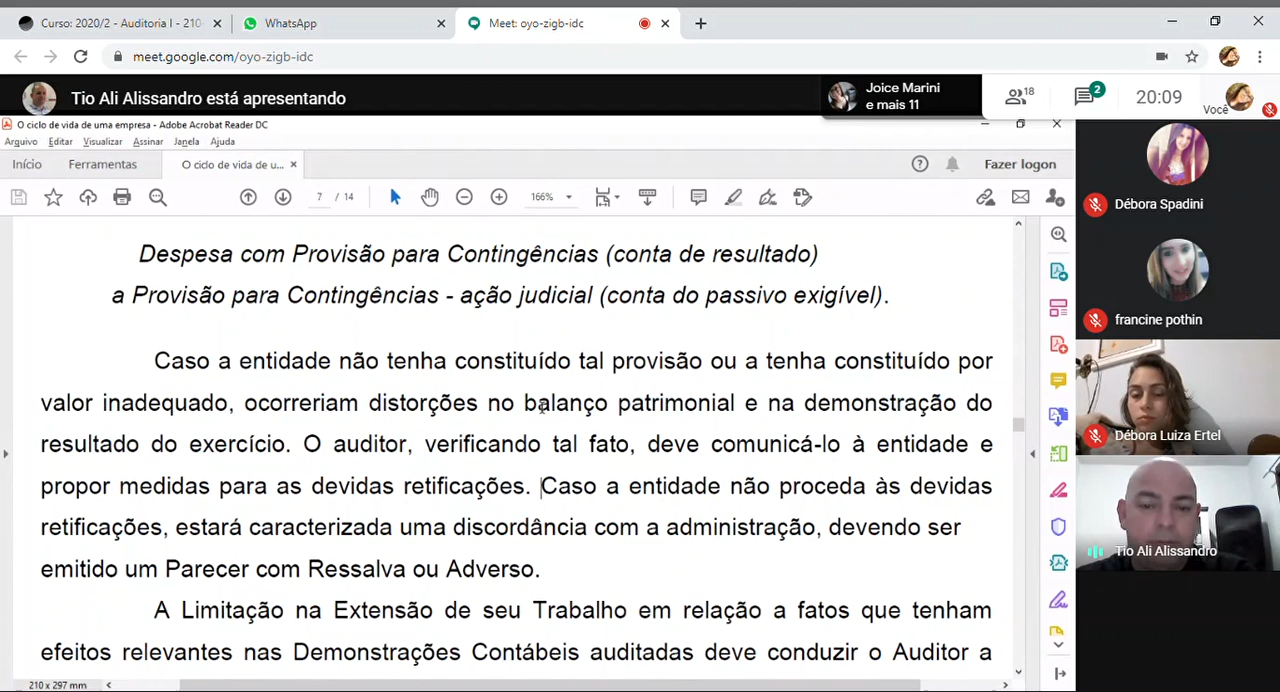 Curso: 2020/2 - Auditoria I - 210
WhatsApp
Meet: oyo-zigb-idc
meet.google.com/oyo-zigb-idc
Tio Ali Alissandro está apresentando
Joice Marini
e mais 11
18
2
20:09
Você
O ciclo de vida de uma empresa - Adobe Acrobat Reader DC
Arquivo Editar Visualizar Assinar Janela Ajuda
Início Ferramentas O ciclo de vida de u... Fazer logon
7 / 14 166%
Despesa com Provisão para Contingências (conta de resultado)
a Provisão para Contingências - ação judicial (conta do passivo exigível).
Caso a entidade não tenha constituído tal provisão ou a tenha constituído por
valor inadequado, ocorreriam distorções no balanço patrimonial e na demonstração do
resultado do exercício. O auditor, verificando tal fato, deve comunicá-lo à entidade e
propor medidas para as devidas retificações. Caso a entidade não proceda às devidas
retificações, estará caracterizada uma discordância com a administração, devendo ser
emitido um Parecer com Ressalva ou Adverso.
A Limitação na Extensão de seu Trabalho em relação a fatos que tenham
efeitos relevantes nas Demonstrações Contábeis auditadas deve conduzir o Auditor a
210 x 297 mm
Débora Spadini
francine pothin
Débora Luiza Ertel
Tio Ali Alissandro